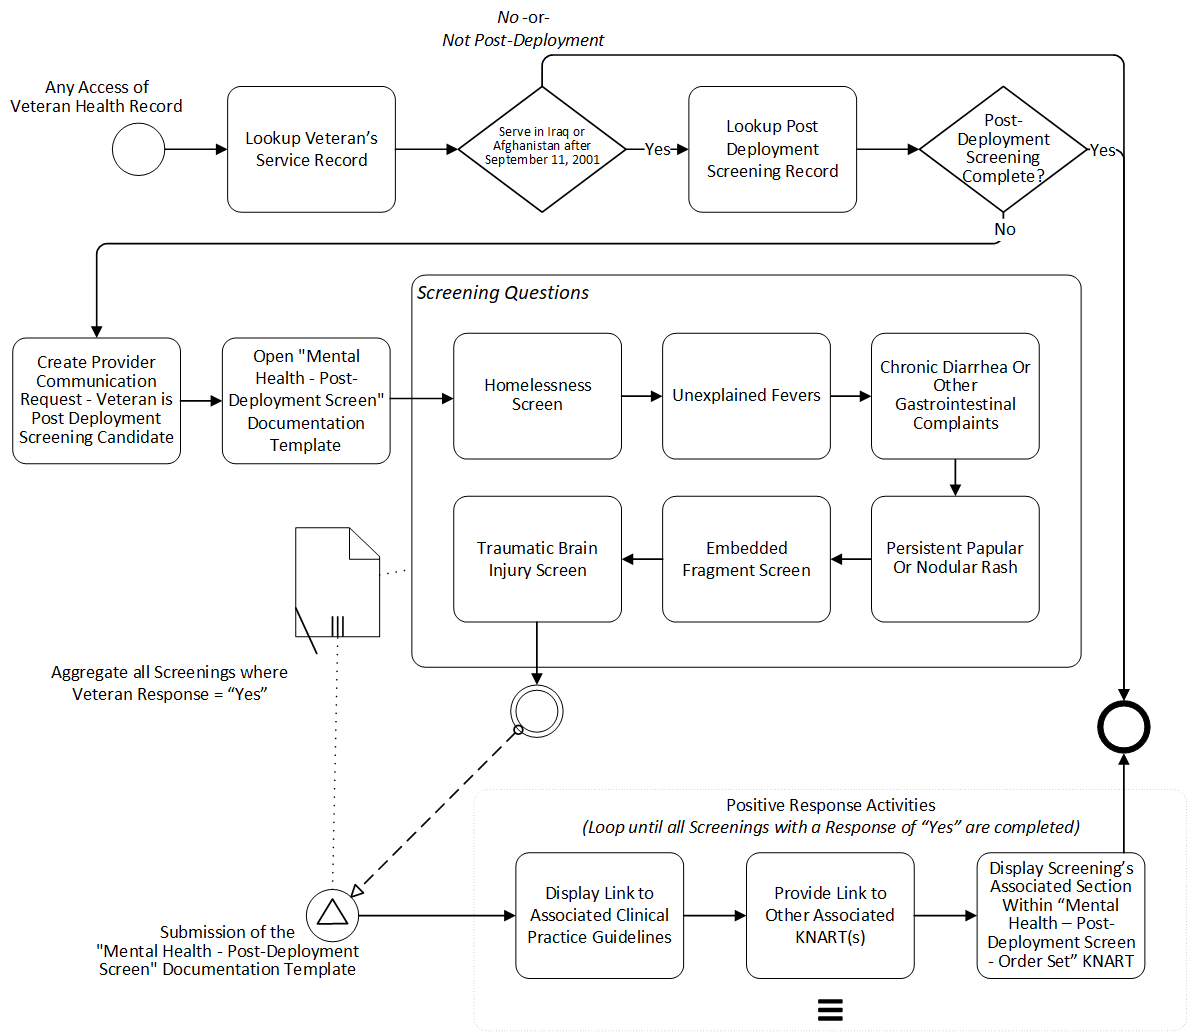 No -or-
Not Post-Deployment
Any Access of
Veteran Health Record
Lookup Veteran's
Service Record
Serve in Iraq or
Afghanistan after
September 11, 2001
Yes
Lookup Post
Deployment
Screening Record
Post-
Deployment
Screening
Complete?
Yes
No
Screening Questions
Create Provider
Communication
Request - Veteran is
Post Deployment
Screening Candidate
Open "Mental
Health - Post-
Deployment Screen"
Documentation
Template
Homelessness
Screen
Unexplained Fevers
Chronic Diarrhea Or
Other
Gastrointestinal
Complaints
Traumatic Brain
Injury Screen
Embedded
Fragment Screen
Persistent Papular
Or Nodular Rash
Aggregate all Screenings where
Veteran Response = “Yes”
Positive Response Activities
(Loop until all Screenings with a Response of “Yes” are completed)
Submission of the
"Mental Health - Post-Deployment
Screen" Documentation Template
Display Link to
Associated Clinical
Practice Guidelines
Provide Link to
Other Associated
KNART(s)
Display Screening’s
Associated Section
Within “Mental
Health – Post-
Deployment Screen
- Order Set” KNART